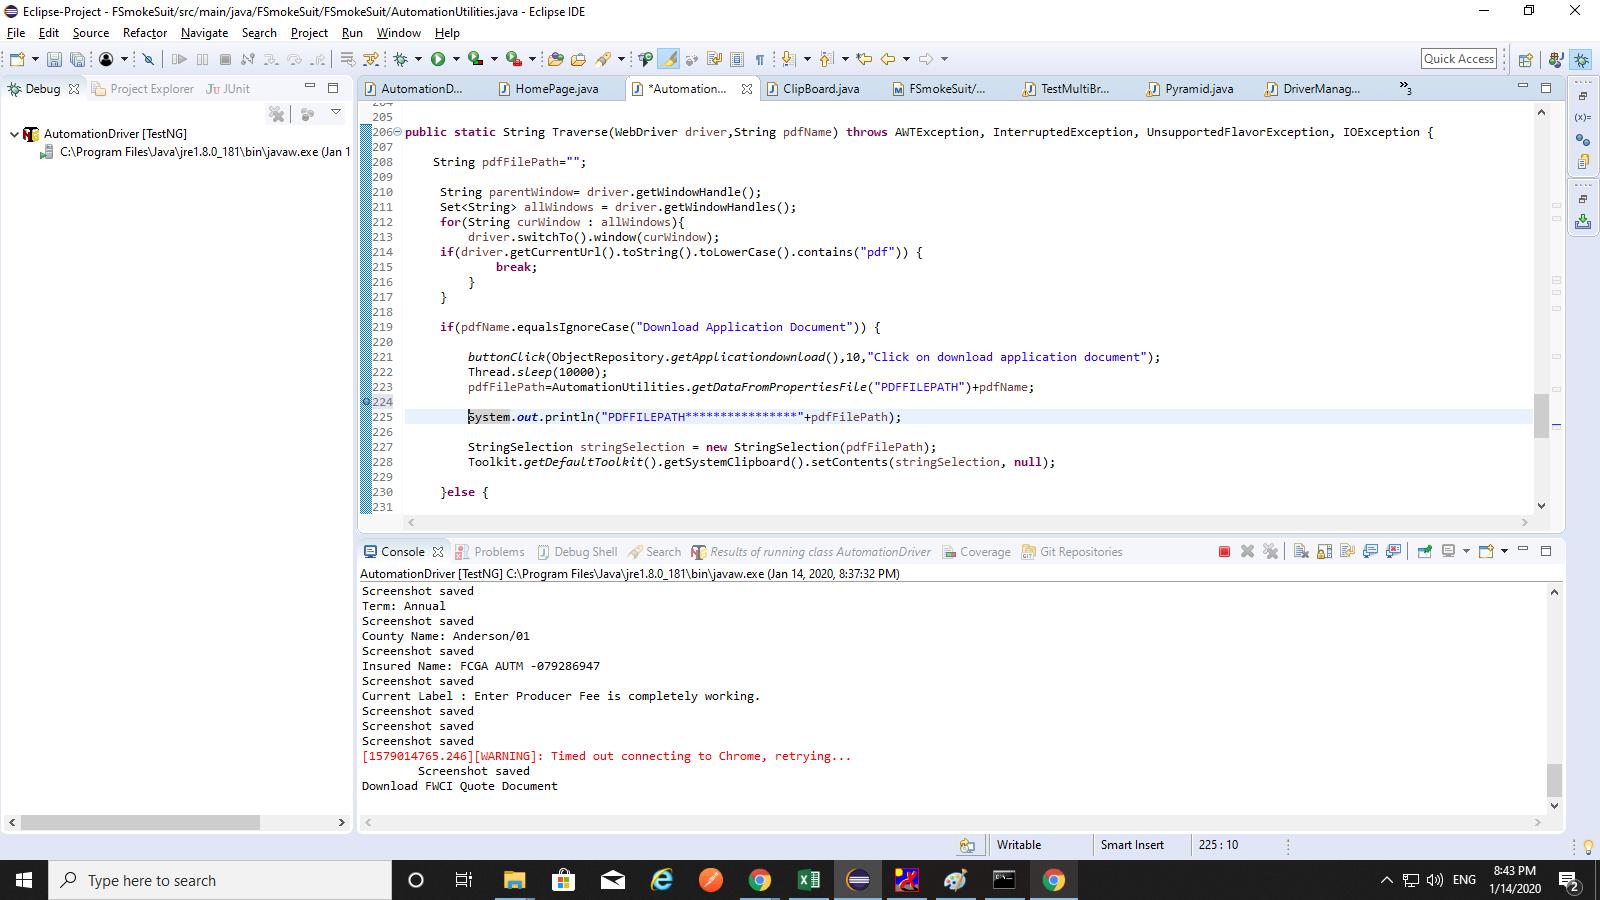 Eclipse-Project - FSmokeSuit/src/main/java/FSmokeSuit/FSmokeSuit/AutomationUtilities.java - Eclipse IDE
File Edit Source Refactor Navigate Search Project Run Window Help
Quick Access
Debug Project Explorer JUnit
AutomationD... HomePage.java *Automation... ClipBoard.java FSmokeSuit/... TestMultiBr... Pyramid.java DriverManag... »3
AutomationDriver [TestNG]
C:\Program Files\Java\jre1.8.0_181\bin\javaw.exe (Jan 1
204
205
206 public static String Traverse(WebDriver driver,String pdfName) throws AWTException, InterruptedException, UnsupportedFlavorException, IOException {
207
208 String pdfFilePath="";
209
210 String parentWindow= driver.getWindowHandle();
211 Set<String> allWindows = driver.getWindowHandles();
212 for(String curWindow : allWindows){
213 driver.switchTo().window(curWindow);
214 if(driver.getCurrentUrl().toString().toLowerCase().contains("pdf")) {
215 break;
216 }
217 }
218
219 if(pdfName.equalsIgnoreCase("Download Application Document")) {
220
221 buttonClick(ObjectRepository.getApplicationdownload(),10,"Click on download application document");
222 Thread.sleep(10000);
223 pdfFilePath=AutomationUtilities.getDataFromPropertiesFile("PDFFILEPATH")+pdfName;
224
225 System.out.println("PDFFILEPATH****************"+pdfFilePath);
226
227 StringSelection stringSelection = new StringSelection(pdfFilePath);
228 Toolkit.getDefaultToolkit().getSystemClipboard().setContents(stringSelection, null);
229
230 }else {
231
Console Problems Debug Shell Search Results of running class AutomationDriver Coverage Git Repositories
AutomationDriver [TestNG] C:\Program Files\Java\jre1.8.0_181\bin\javaw.exe (Jan 14, 2020, 8:37:32 PM)
Screenshot saved
Term: Annual
Screenshot saved
County Name: Anderson/01
Screenshot saved
Insured Name: FCGA AUTM -079286947
Screenshot saved
Current Label : Enter Producer Fee is completely working.
Screenshot saved
Screenshot saved
Screenshot saved
[1579014765.246][WARNING]: Timed out connecting to Chrome, retrying...
Screenshot saved
Download FWCI Quote Document
Writable Smart Insert 225 : 10
Type here to search
ENG
8:43 PM
1/14/2020
2